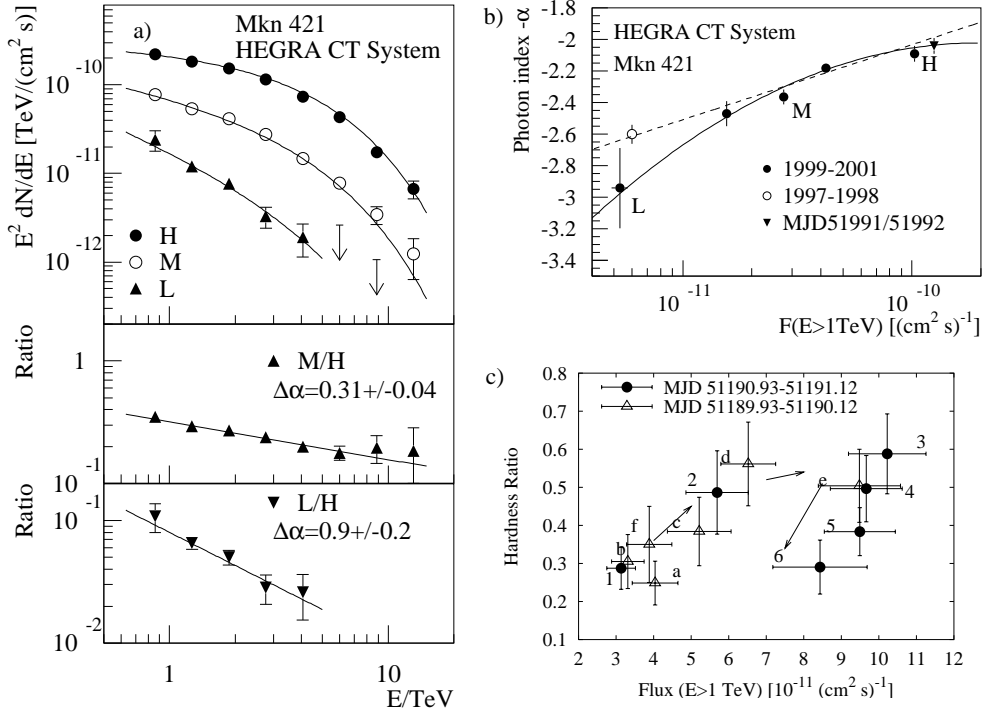 a)
Mkn 421
HEGRA CT System
E² dN/dE [TeV/(cm² s)]
10⁻¹⁰
10⁻¹¹
10⁻¹²
H
M
L
Ratio
1
M/H
Δα=0.31+/-0.04
10⁻¹
Ratio
10
L/H
Δα=0.9+/-0.2
10⁻¹
10⁻²
1
10
E/TeV
b)
Photon index -α
HEGRA CT System
Mkn 421
-2
-2.2
-2.4
-2.6
-2.8
-3
-3.2
-3.4
-3.6
H
M
L
1999-2001
1997-1998
MJD51991/51992
10⁻¹¹
10⁻¹⁰
F(E>1TeV) [(cm² s)⁻¹]
c)
Hardness Ratio
0.8
0.7
0.6
0.5
0.4
0.3
0.2
0.1
MJD 51190.93-51191.12
MJD 51189.93-51190.12
1
2
3
4
5
6
a
b
c
d
e
f
2 3 4 5 6 7 8 9 10 11 12
Flux (E>1 TeV) [10⁻¹¹ (cm² s)⁻¹]